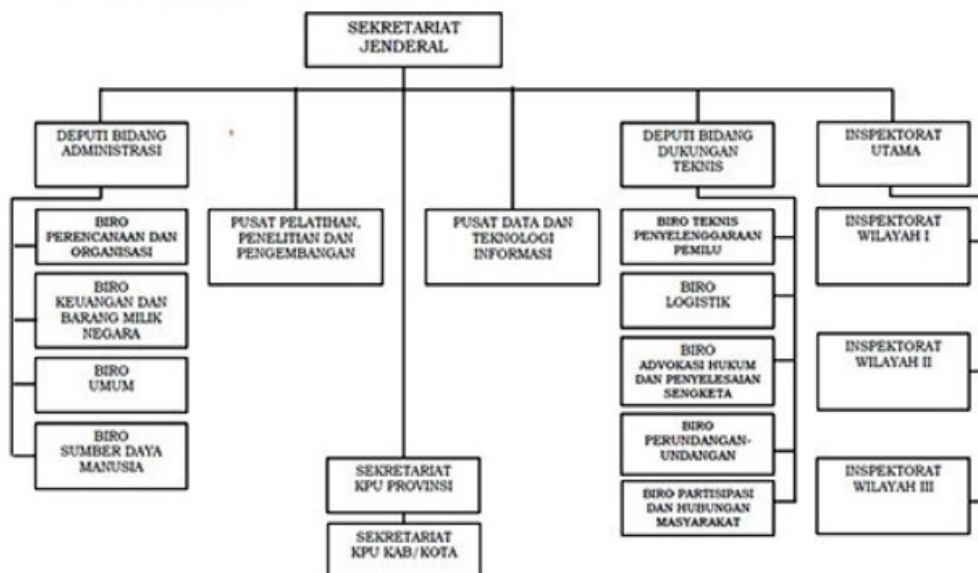 SEKRETARIAT
JENDERAL
DEPUTI BIDANG
ADMINISTRASI
BIRO
PERENCANAAN DAN
ORGANISASI
BIRO
KEUANGAN DAN
BARANG MILIK
NEGARA
BIRO
UMUM
BIRO
SUMBER DAYA
MANUSIA
PUSAT PELATIHAN,
PENELITIAN DAN
PENGEMBANGAN
SEKRETARIAT
KPU PROVINSI
SEKRETARIAT
KPU KAB/KOTA
PUSAT DATA DAN
TEKNOLOGI
INFORMASI
DEPUTI BIDANG
DUKUNGAN
TEKNIS
BIRO TEKNIS
PENYELENGGARAAN
PEMILU
BIRO
LOGISTIK
BIRO
ADVOKASI HUKUM
DAN PENYELESAIAN
SENGKETA
BIRO
PERUNDANGAN-
UNDANGAN
BIRO PARTISIPASI
DAN HUBUNGAN
MASYARAKAT
INSPEKTORAT
UTAMA
INSPEKTORAT
WILAYAH I
INSPEKTORAT
WILAYAH II
INSPEKTORAT
WILAYAH III